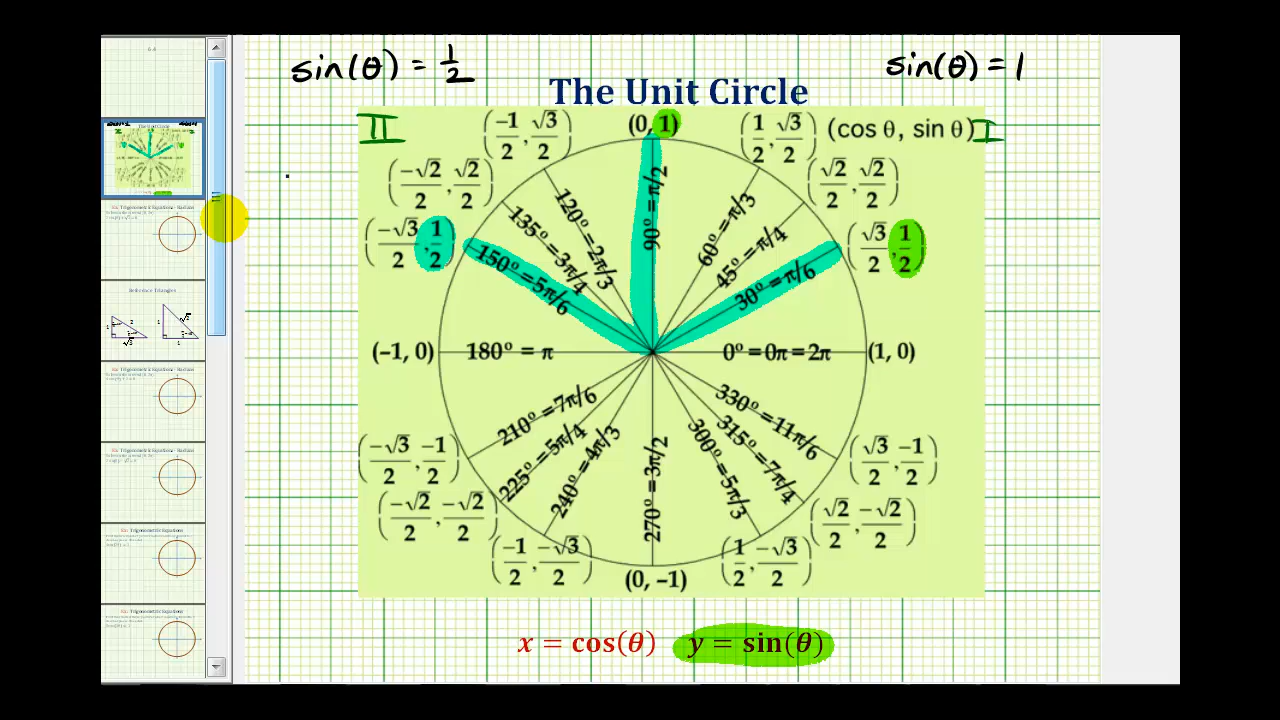 sin(θ) = 1/2
sin(θ) = 1
The Unit Circle
II
(-1/2, √3/2)
(0, 1)
(1/2, √3/2)
(cos θ, sin θ)
I
(-√2/2, √2/2)
(√2/2, √2/2)
(-√3/2, 1/2)
(√3/2, 1/2)
120° = 2π/3
90° = π/2
60° = π/3
135° = 3π/4
45° = π/4
150° = 5π/6
30° = π/6
(–1, 0)
180° = π
0° = 0π = 2π
(1, 0)
210° = 7π/6
330° = 11π/6
225° = 5π/4
315° = 7π/4
240° = 4π/3
270° = 3π/2
300° = 5π/3
(-√3/2, -1/2)
(√3/2, -1/2)
(-√2/2, -√2/2)
(√2/2, -√2/2)
(-1/2, -√3/2)
(0, –1)
(1/2, -√3/2)
x = cos(θ)
y = sin(θ)
Reference Triangles